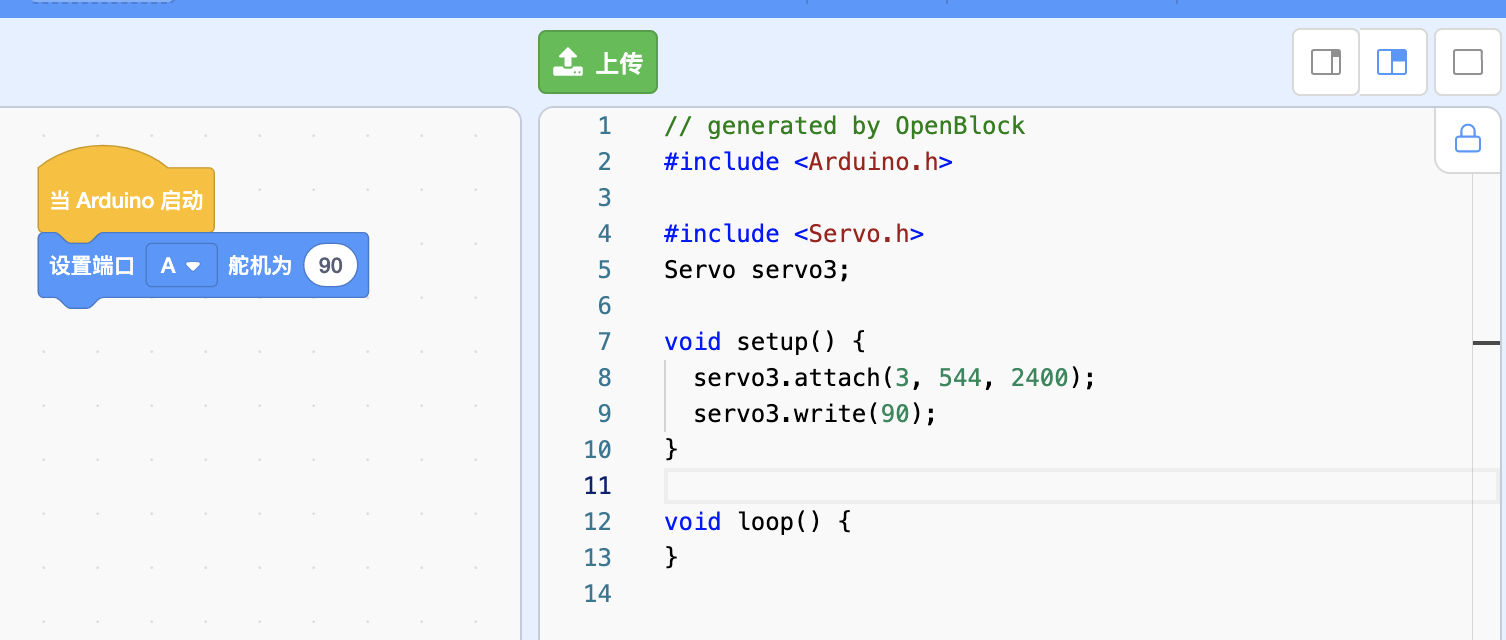 上传
当 Arduino 启动
设置端口 A 舵机为 90
1 // generated by OpenBlock
2 #include <Arduino.h>
3
4 #include <Servo.h>
5 Servo servo3;
6
7 void setup() {
8 servo3.attach(3, 544, 2400);
9 servo3.write(90);
10 }
11
12 void loop() {
13 }
14